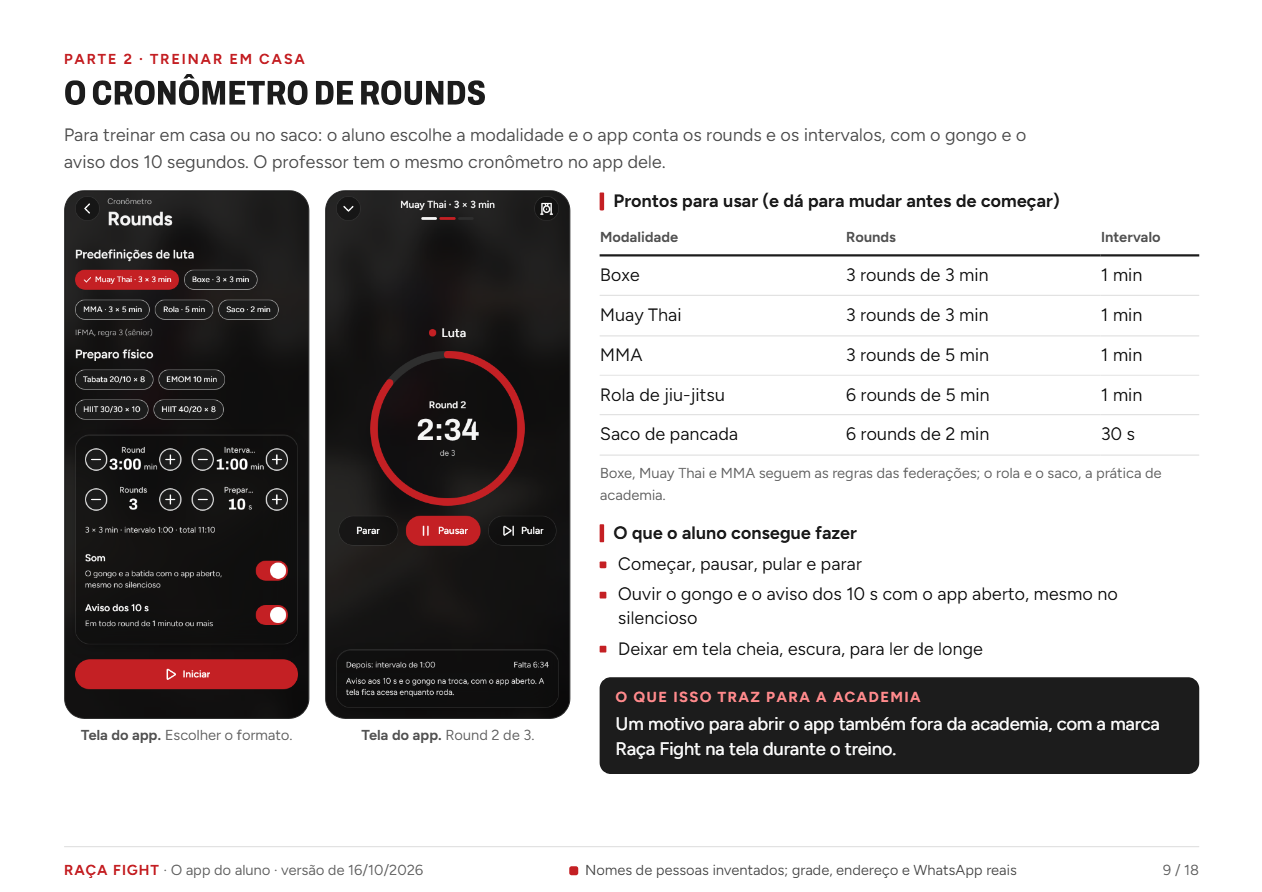 PARTE 2 · TREINAR EM CASA
O CRONÔMETRO DE ROUNDS
Para treinar em casa ou no saco: o aluno escolhe a modalidade e o app conta os rounds e os intervalos, com o gongo e o
aviso dos 10 segundos. O professor tem o mesmo cronômetro no app dele.
Cronômetro
Rounds
Predefinições de luta
Muay Thai · 3 × 3 min
Boxe · 3 × 3 min
MMA · 3 × 5 min
Rola · 5 min
Saco · 2 min
IFMA, regra 3 (sênior)
Preparo físico
Tabata 20/10 × 8
EMOM 10 min
HIIT 30/30 × 10
HIIT 40/20 × 8
Round
3:00 min
Interva...
1:00 min
Rounds
3
Prepar...
10 s
3 × 3 min · intervalo 1:00 · total 11:10
Som
O gongo e a batida com o app aberto,
mesmo no silencioso
Aviso dos 10 s
Em todo round de 1 minuto ou mais
Iniciar
Tela do app. Escolher o formato.
Muay Thai · 3 × 3 min
Luta
Round 2
2:34
de 3
Parar
Pausar
Pular
Depois: intervalo de 1:00
Falta 6:34
Aviso aos 10 s e o gongo na troca, com o app aberto. A
tela fica acesa enquanto roda.
Tela do app. Round 2 de 3.
Prontos para usar (e dá para mudar antes de começar)
Modalidade Rounds Intervalo
Boxe 3 rounds de 3 min 1 min
Muay Thai 3 rounds de 3 min 1 min
MMA 3 rounds de 5 min 1 min
Rola de jiu-jitsu 6 rounds de 5 min 1 min
Saco de pancada 6 rounds de 2 min 30 s
Boxe, Muay Thai e MMA seguem as regras das federações; o rola e o saco, a prática de
academia.
O que o aluno consegue fazer
Começar, pausar, pular e parar
Ouvir o gongo e o aviso dos 10 s com o app aberto, mesmo no
silencioso
Deixar em tela cheia, escura, para ler de longe
O QUE ISSO TRAZ PARA A ACADEMIA
Um motivo para abrir o app também fora da academia, com a marca
Raça Fight na tela durante o treino.
RAÇA FIGHT · O app do aluno · versão de 16/10/2026
Nomes de pessoas inventados; grade, endereço e WhatsApp reais
9 / 18